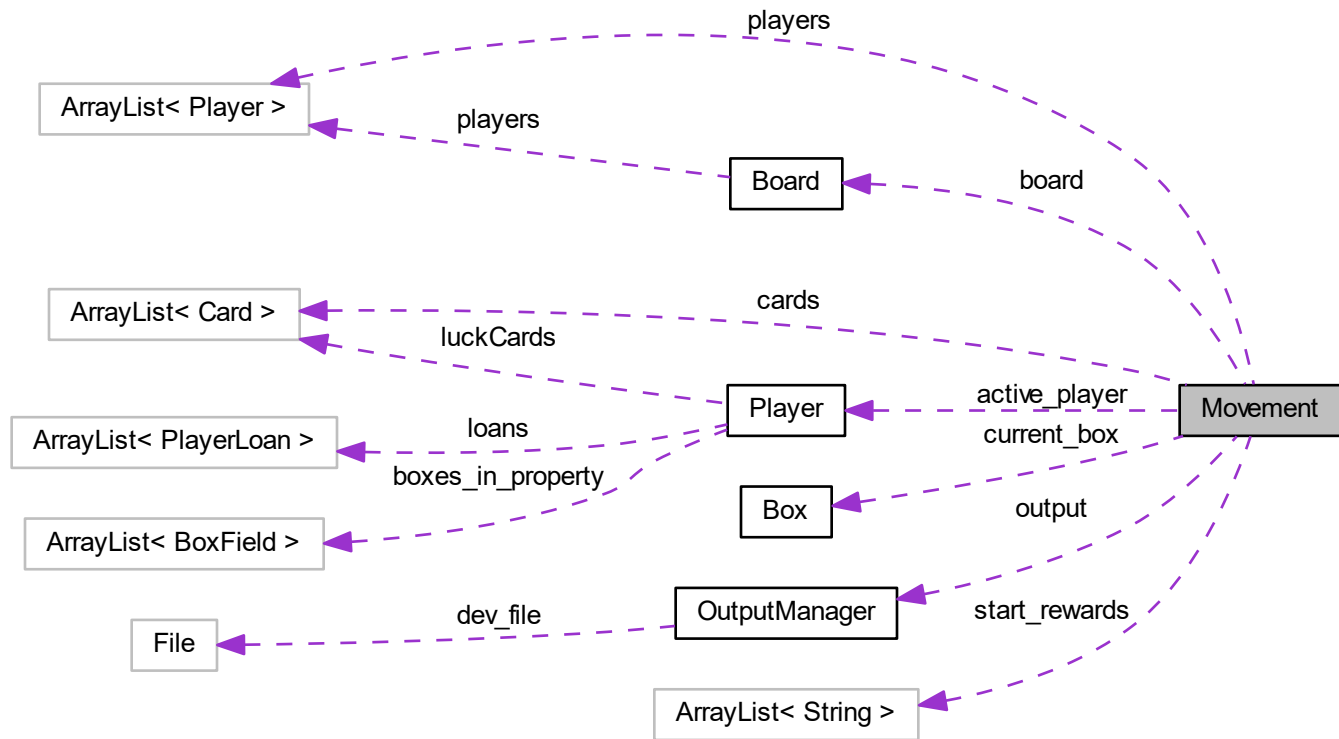 players
ArrayList< Player >
players
Board
board
cards
ArrayList< Card >
luckCards
Player
active_player
Movement
ArrayList< PlayerLoan >
loans
current_box
boxes_in_property
Box
output
ArrayList< BoxField >
OutputManager
start_rewards
dev_file
File
ArrayList< String >